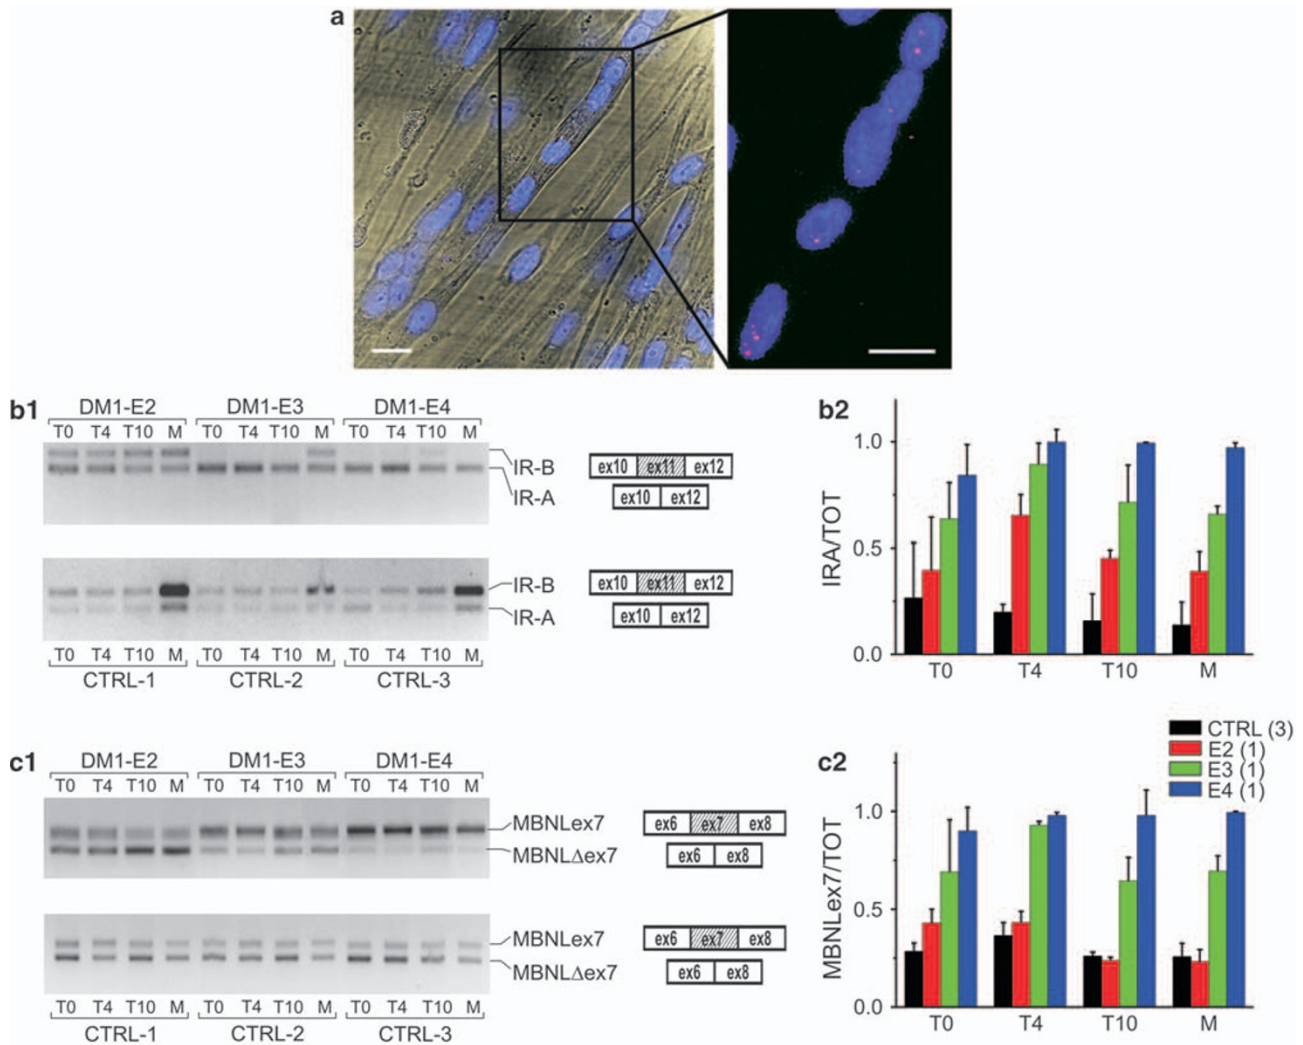 a
b1
DM1-E2 DM1-E3 DM1-E4
T0 T4 T10 M T0 T4 T10 M T0 T4 T10 M
IR-B
IR-A
ex10 ex11 ex12
ex10 ex12
IR-B
IR-A
ex10 ex11 ex12
ex10 ex12
T0 T4 T10 M T0 T4 T10 M T0 T4 T10 M
CTRL-1 CTRL-2 CTRL-3
b2
IRA/TOT
1.0
0.5
0.0
T0 T4 T10 M
c1
DM1-E2 DM1-E3 DM1-E4
T0 T4 T10 M T0 T4 T10 M T0 T4 T10 M
MBNLex7
MBNLΔex7
ex6 ex7 ex8
ex6 ex8
MBNLex7
MBNLΔex7
ex6 ex7 ex8
ex6 ex8
T0 T4 T10 M T0 T4 T10 M T0 T4 T10 M
CTRL-1 CTRL-2 CTRL-3
c2
CTRL (3)
E2 (1)
E3 (1)
E4 (1)
MBNLex7/TOT
1.0
0.5
0.0
T0 T4 T10 M